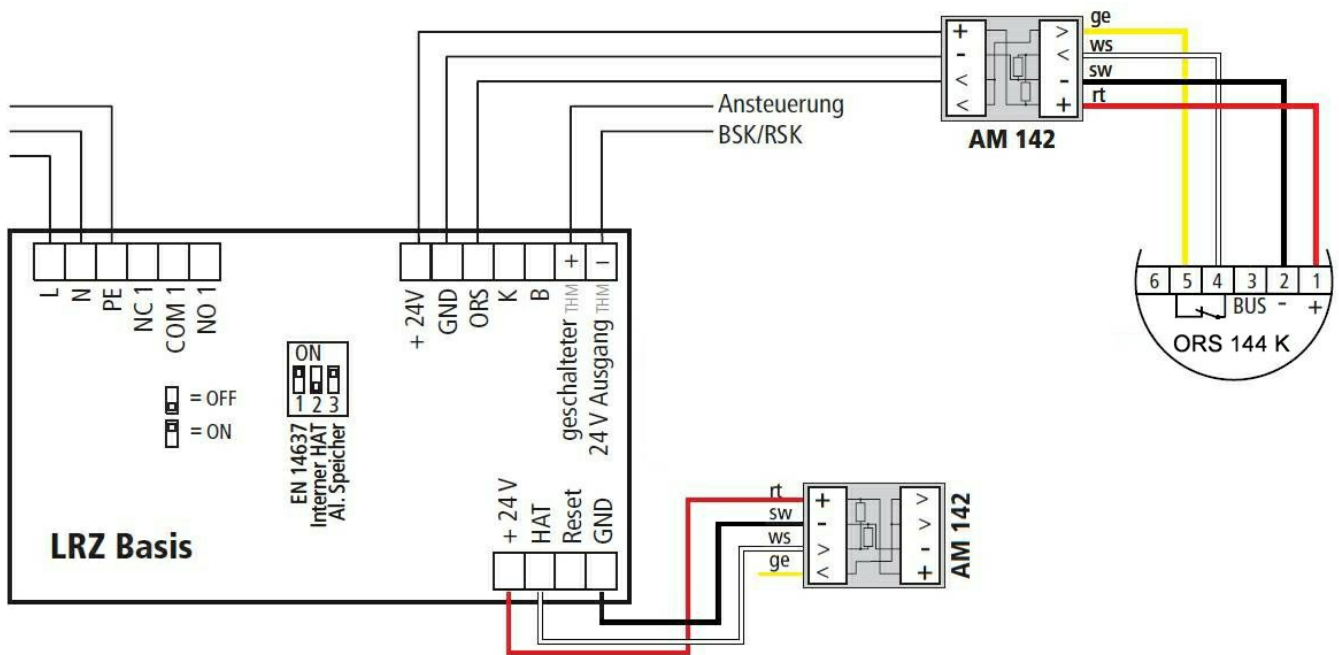 +
-
<
<
>
<
-
+
ge
ws
sw
rt
AM 142
Ansteuerung
BSK/RSK
L
N
PE
NC 1
COM 1
NO 1
+ 24V
GND
ORS
K
B
+
−
geschalteter THM
24 V Ausgang THM
6 5 4 3 2 1
BUS - +
ORS 144 K
ON
1 2 3
EN 14637
Interner HAT
Al. Speicher
= OFF
= ON
LRZ Basis
+ 24 V
HAT
Reset
GND
rt
sw
ws
ge
+
-
>
<
>
>
-
+
AM 142